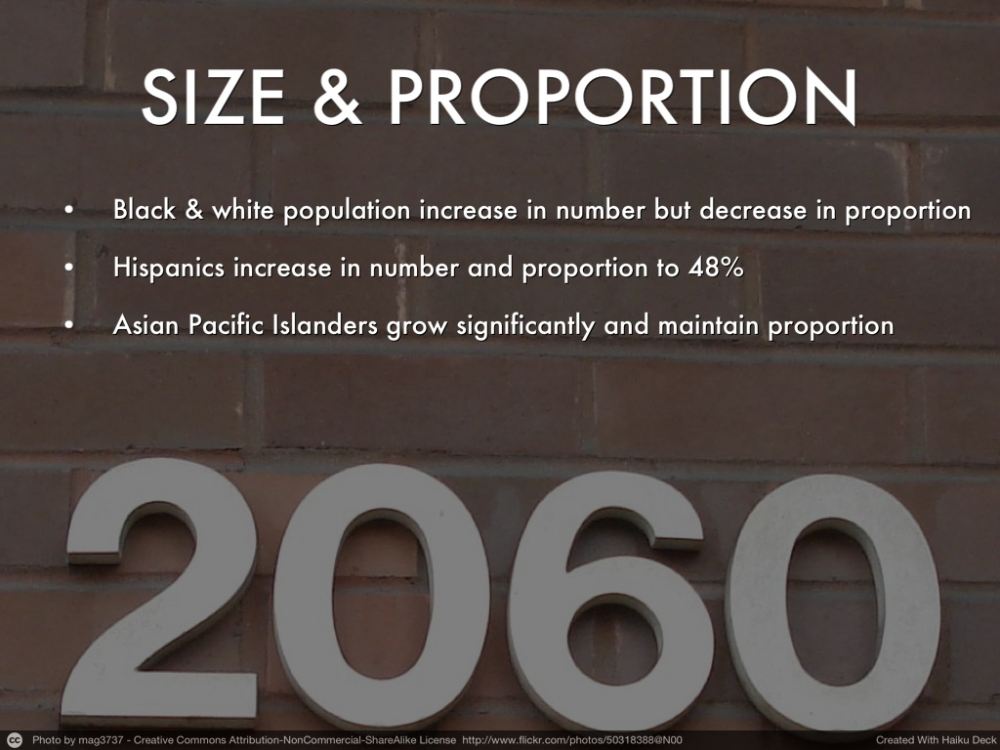 SIZE & PROPORTION
• Black & white population increase in number but decrease in proportion
• Hispanics increase in number and proportion to 48%
• Asian Pacific Islanders grow significantly and maintain proportion
2060
cc Photo by mag3737 - Creative Commons Attribution-NonCommercial-ShareAlike License http://www.flickr.com/photos/50318388@N00 Created With Haiku Deck